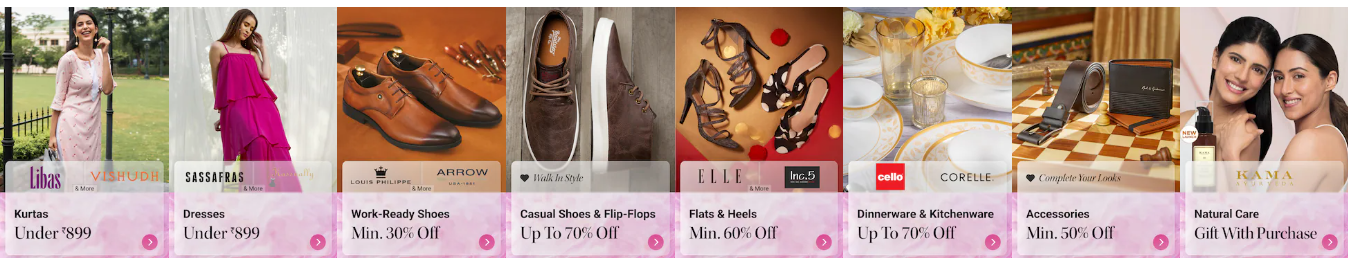 Libas
VISHUDH
& More
Kurtas
Under ₹899
SASSAFRAS
& More
Dresses
Under ₹899
LOUIS PHILIPPE
ARROW
USA·1851
& More
Work-Ready Shoes
Min. 30% Off
Walk In Style
Casual Shoes & Flip-Flops
Up To 70% Off
ELLE
Inc.5
& More
Flats & Heels
Min. 60% Off
cello
CORELLE
Dinnerware & Kitchenware
Up To 70% Off
Complete Your Looks
Accessories
Min. 50% Off
NEW
KAMA
AYURVEDA
Natural Care
Gift With Purchase